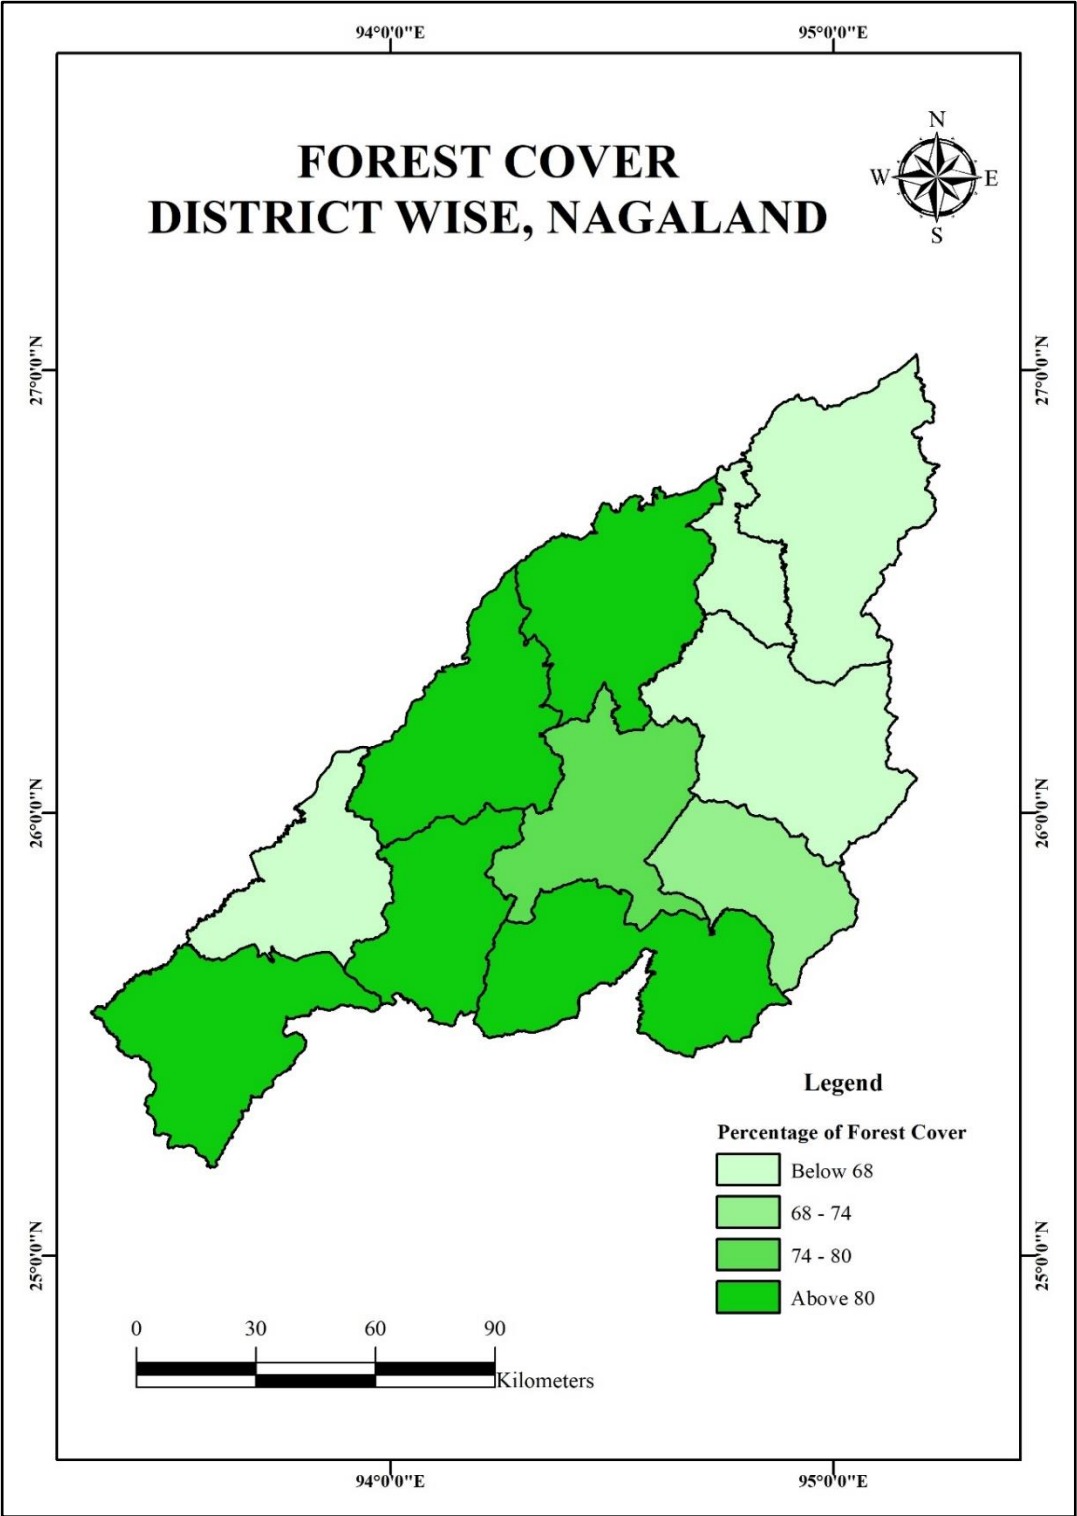 94°0'0"E 95°0'0"E
N
W E
S
FOREST COVER
DISTRICT WISE, NAGALAND
27°0'0"N 27°0'0"N
26°0'0"N 26°0'0"N
25°0'0"N 25°0'0"N
Legend
Percentage of Forest Cover
Below 68
68 - 74
74 - 80
Above 80
0 30 60 90
Kilometers
94°0'0"E 95°0'0"E